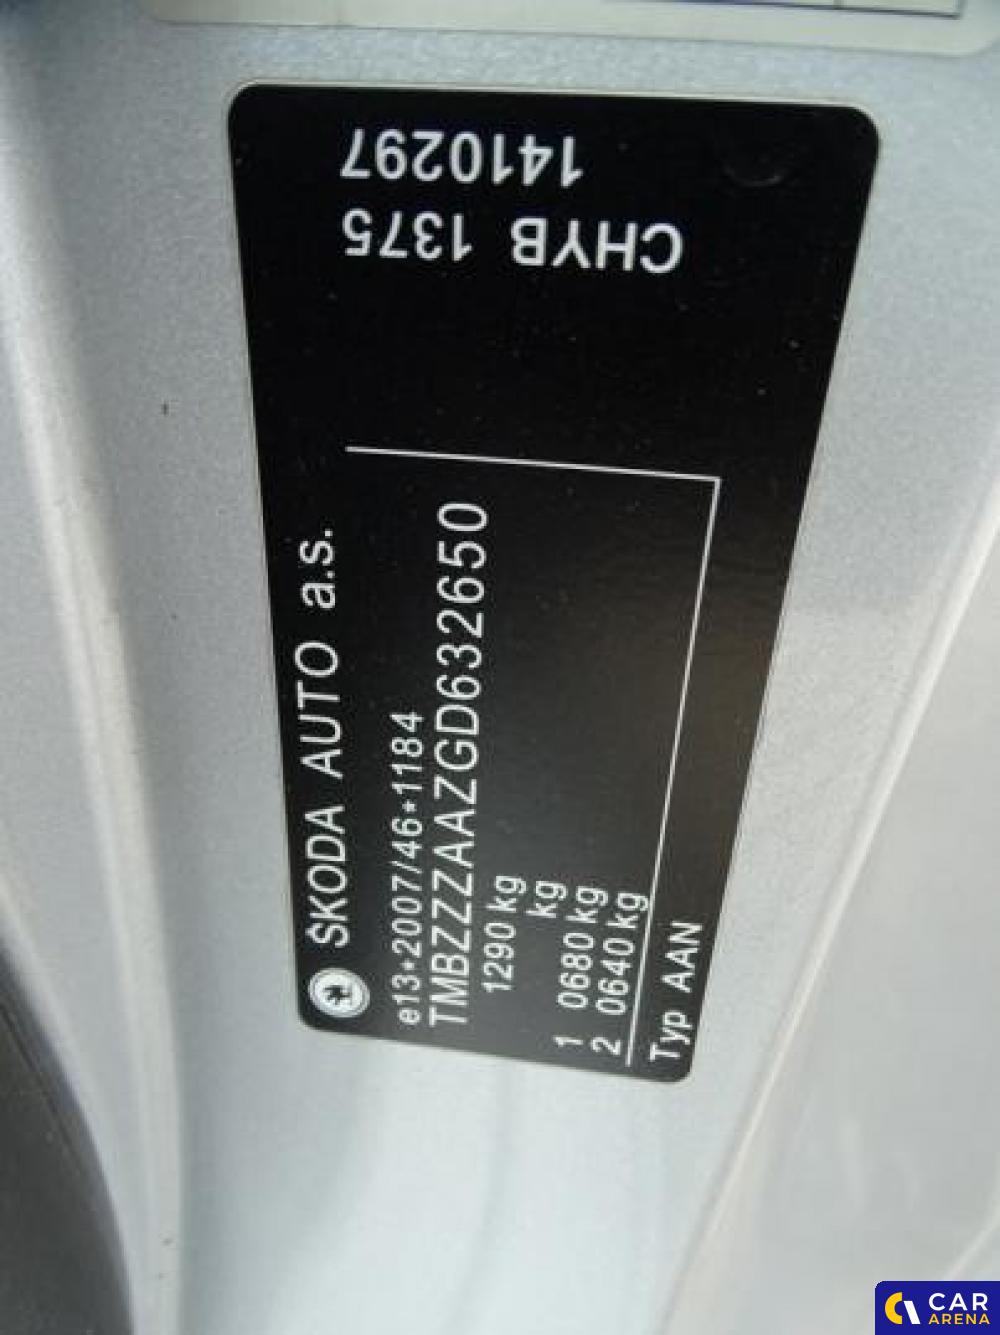 ŠKODA AUTO a.s.
e13*2007/46*1184
TMBZZZAAZGD632650
1290 kg
kg
1 0680 kg
2 0640 kg
Typ AAN
CHYB 1375
1410297
CAR
ARENA